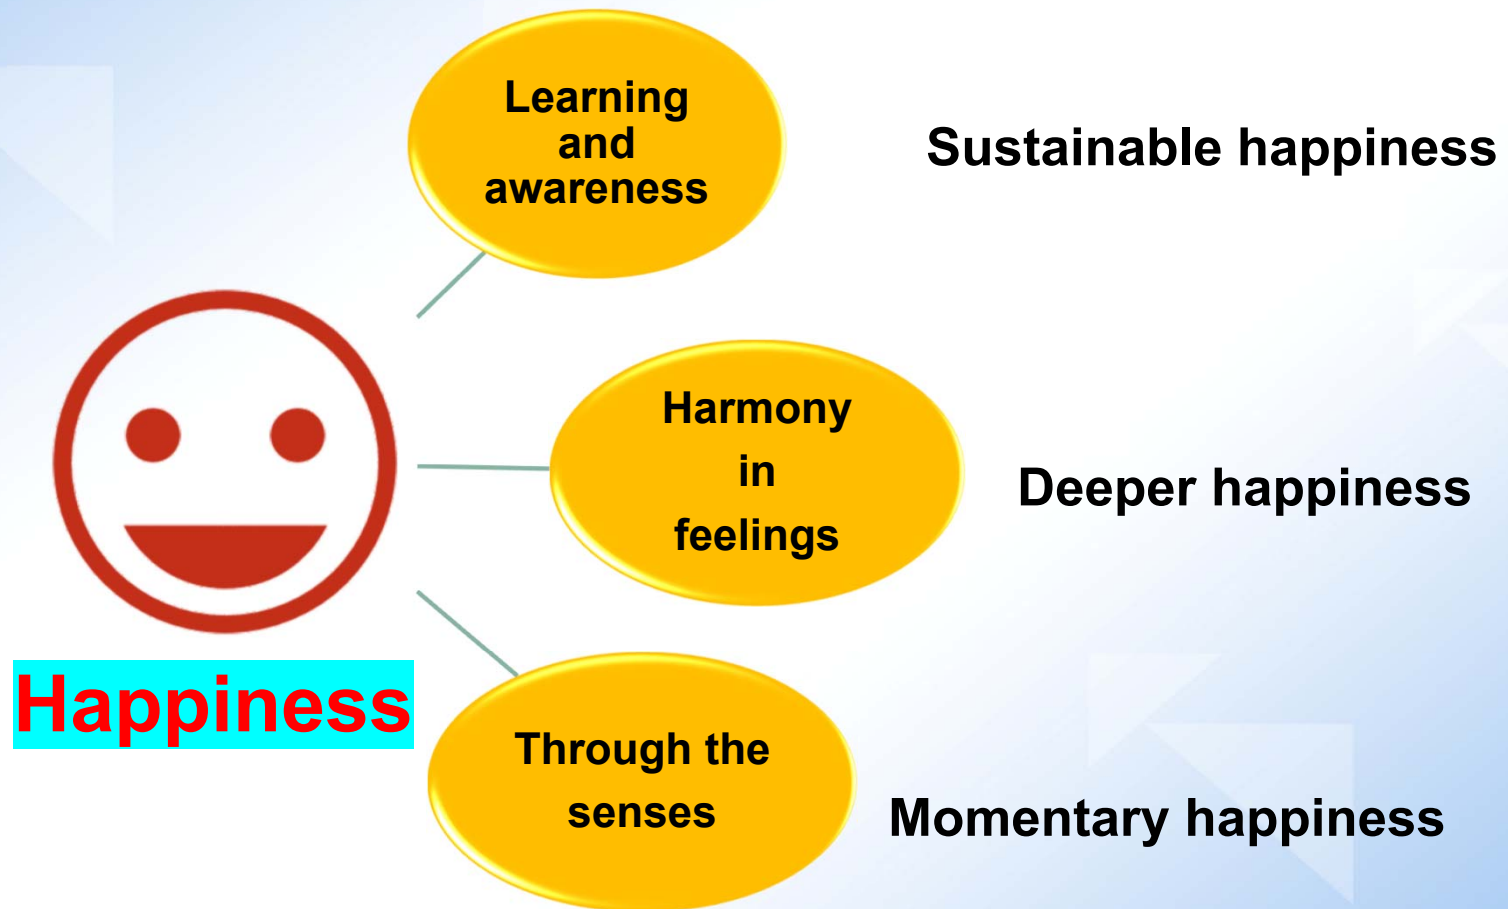 Learning
and
awareness
Sustainable happiness
Harmony
in
feelings
Deeper happiness
Happiness
Through the
senses
Momentary happiness